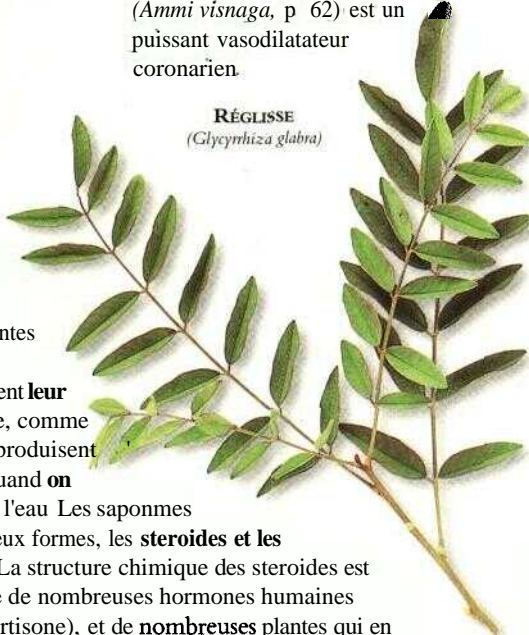 (Ammi visnaga, p 62) est un
puissant vasodilatateur
coronarien.
RÉGLISSE
(Glycyrrhiza glabra)
ntes
ent leur
e, comme
produisent
uand on
l'eau Les saponmes
eux formes, les steroides et les
La structure chimique des steroides est
e de nombreuses hormones humaines
rtisone), et de nombreuses plantes qui en